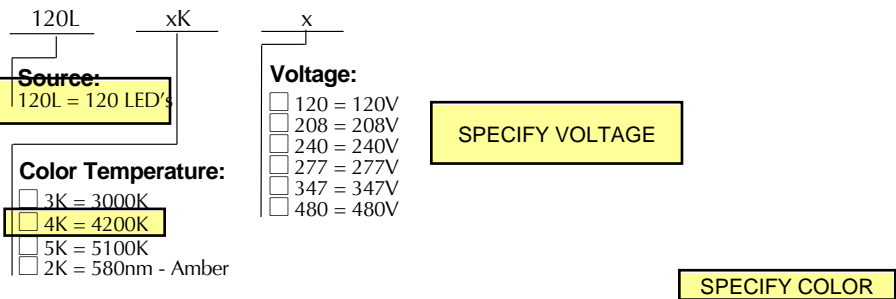 120L xK x
Source:
120L = 120 LED's
Color Temperature:
3K = 3000K
4K = 4200K
5K = 5100K
2K = 580nm - Amber
Voltage:
120 = 120V
208 = 208V
240 = 240V
277 = 277V
347 = 347V
480 = 480V
SPECIFY VOLTAGE
SPECIFY COLOR